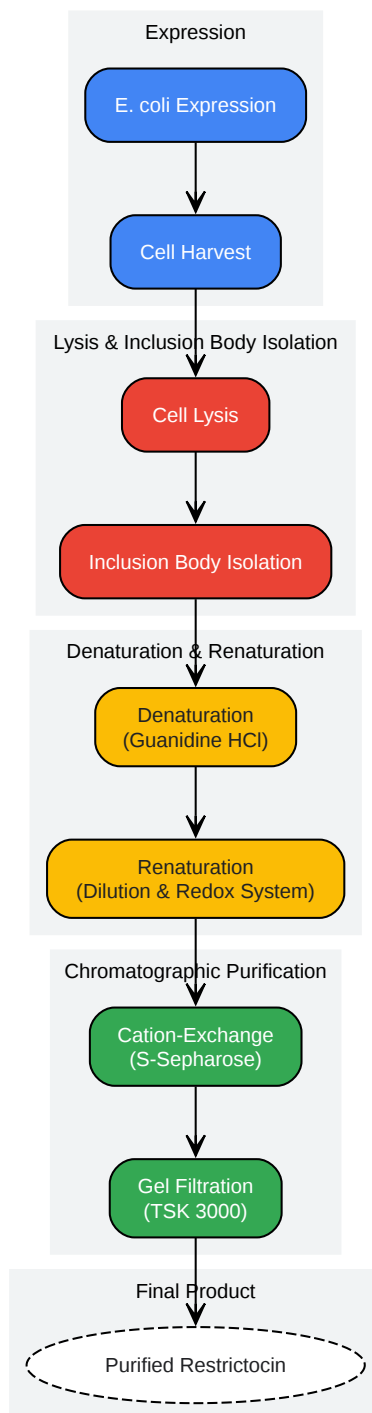 Expression
E. coli Expression
Cell Harvest
Lysis & Inclusion Body Isolation
Cell Lysis
Inclusion Body Isolation
Denaturation & Renaturation
Denaturation
(Guanidine HCl)
Renaturation
(Dilution & Redox System)
Chromatographic Purification
Cation-Exchange
(S-Sepharose)
Gel Filtration
(TSK 3000)
Final Product
Purified Restrictocin